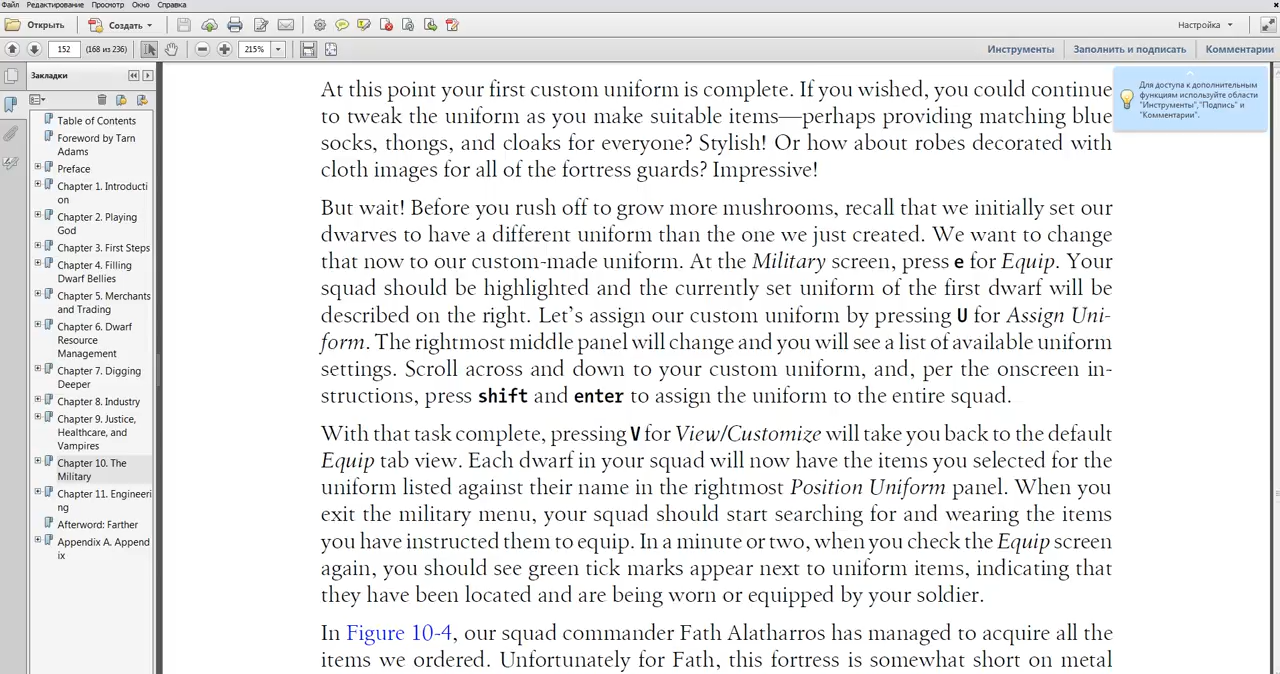 Файл Редактирование Просмотр Окно Справка
Открыть Создать Настройка
152 (168 из 236) 215% Инструменты Заполнить и подписать Комментарии
Закладки
Table of Contents
Foreword by Tarn
Adams
Preface
Chapter 1. Introducti
on
Chapter 2. Playing
God
Chapter 3. First Steps
Chapter 4. Filling
Dwarf Bellies
Chapter 5. Merchants
and Trading
Chapter 6. Dwarf
Resource
Management
Chapter 7. Digging
Deeper
Chapter 8. Industry
Chapter 9. Justice,
Healthcare, and
Vampires
Chapter 10. The
Military
Chapter 11. Engineeri
ng
Afterword: Farther
Appendix A. Append
ix
At this point your first custom uniform is complete. If you wished, you could continue
to tweak the uniform as you make suitable items—perhaps providing matching blue
socks, thongs, and cloaks for everyone? Stylish! Or how about robes decorated with
cloth images for all of the fortress guards? Impressive!
But wait! Before you rush off to grow more mushrooms, recall that we initially set our
dwarves to have a different uniform than the one we just created. We want to change
that now to our custom-made uniform. At the Military screen, press e for Equip. Your
squad should be highlighted and the currently set uniform of the first dwarf will be
described on the right. Let’s assign our custom uniform by pressing U for Assign Uni-
form. The rightmost middle panel will change and you will see a list of available uniform
settings. Scroll across and down to your custom uniform, and, per the onscreen in-
structions, press shift and enter to assign the uniform to the entire squad.
With that task complete, pressing V for View/Customize will take you back to the default
Equip tab view. Each dwarf in your squad will now have the items you selected for the
uniform listed against their name in the rightmost Position Uniform panel. When you
exit the military menu, your squad should start searching for and wearing the items
you have instructed them to equip. In a minute or two, when you check the Equip screen
again, you should see green tick marks appear next to uniform items, indicating that
they have been located and are being worn or equipped by your soldier.
In Figure 10-4, our squad commander Fath Alatharros has managed to acquire all the
items we ordered. Unfortunately for Fath, this fortress is somewhat short on metal
Для доступа к дополнительным
функциям используйте области
"Инструменты","Подпись" и
"Комментарии".